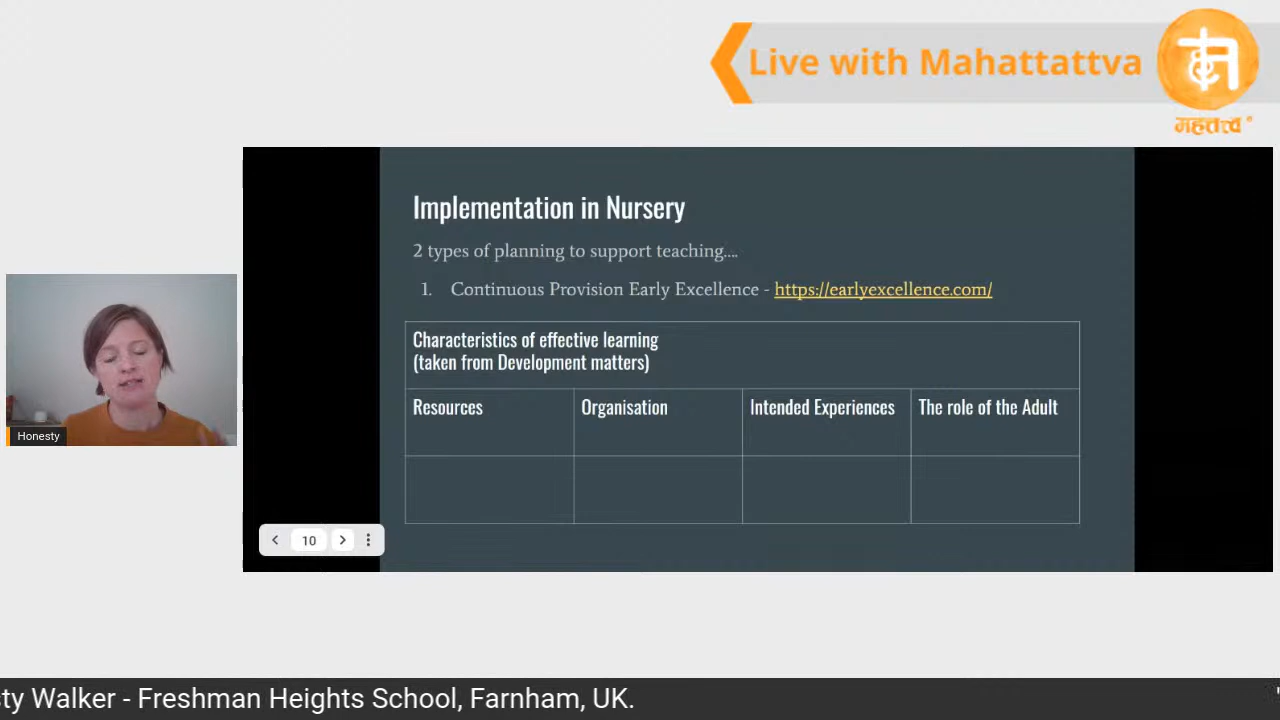 Live with Mahattattva
महत्तत्त्व
Implementation in Nursery
2 types of planning to support teaching....
1. Continuous Provision Early Excellence - https://earlyexcellence.com/
Characteristics of effective learning
(taken from Development matters)
Resources Organisation Intended Experiences The role of the Adult
Honesty
10
sty Walker - Freshman Heights School, Farnham, UK.